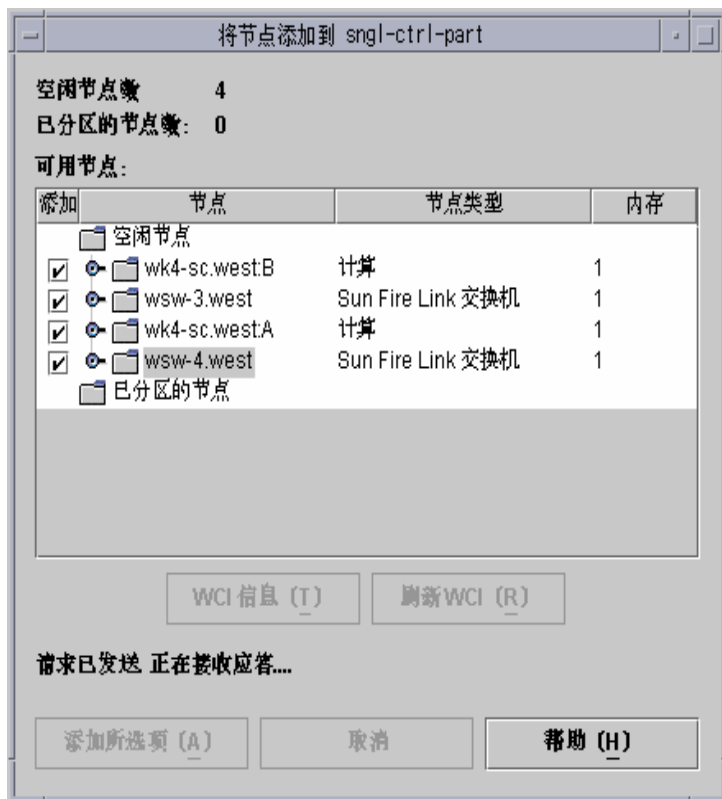 将节点添加到 sngl-ctrl-part
空闲节点数 4
已分区的节点数: 0
可用节点:
添加 节点 节点类型 内存
空闲节点
wk4-sc.west:B 计算 1
wsw-3.west Sun Fire Link 交换机 1
wk4-sc.west:A 计算 1
wsw-4.west Sun Fire Link 交换机 1
已分区的节点
WCI 信息 (T) 刷新WCI (R)
请求已发送 正在接收应答....
添加所选项 (A) 取消 帮助 (H)